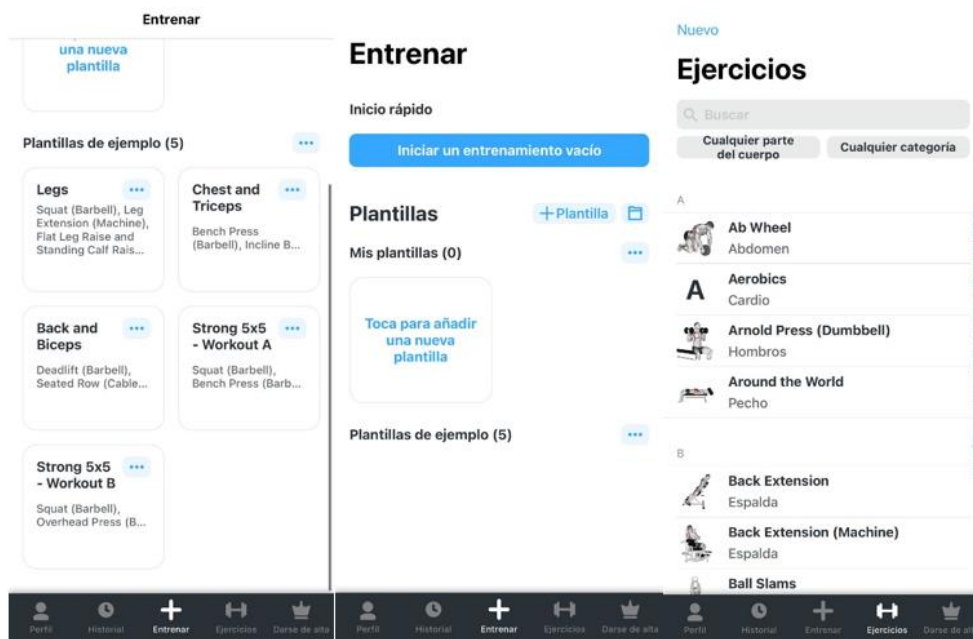 Entrenar
una nueva
plantilla
Plantillas de ejemplo (5)
Legs
Squat (Barbell), Leg
Extension (Machine),
Flat Leg Raise and
Standing Calf Rais...
Chest and
Triceps
Bench Press
(Barbell), Incline B...
Back and
Biceps
Deadlift (Barbell),
Seated Row (Cable...
Strong 5x5
- Workout A
Squat (Barbell),
Bench Press (Barb...
Strong 5x5
- Workout B
Squat (Barbell),
Overhead Press (B...
Perfil
Historial
Entrenar
Ejercicios
Darse de alta
Entrenar
Inicio rápido
Iniciar un entrenamiento vacío
Plantillas
+Plantilla
Mis plantillas (0)
Toca para añadir
una nueva
plantilla
Plantillas de ejemplo (5)
Perfil
Historial
Entrenar
Ejercicios
Darse de alta
Nuevo
Ejercicios
Buscar
Cualquier parte
del cuerpo
Cualquier categoría
A
Ab Wheel
Abdomen
A
Aerobics
Cardio
Arnold Press (Dumbbell)
Hombros
Around the World
Pecho
B
Back Extension
Espalda
Back Extension (Machine)
Espalda
Ball Slams
Perfil
Historial
Entrenar
Ejercicios
Darse de al